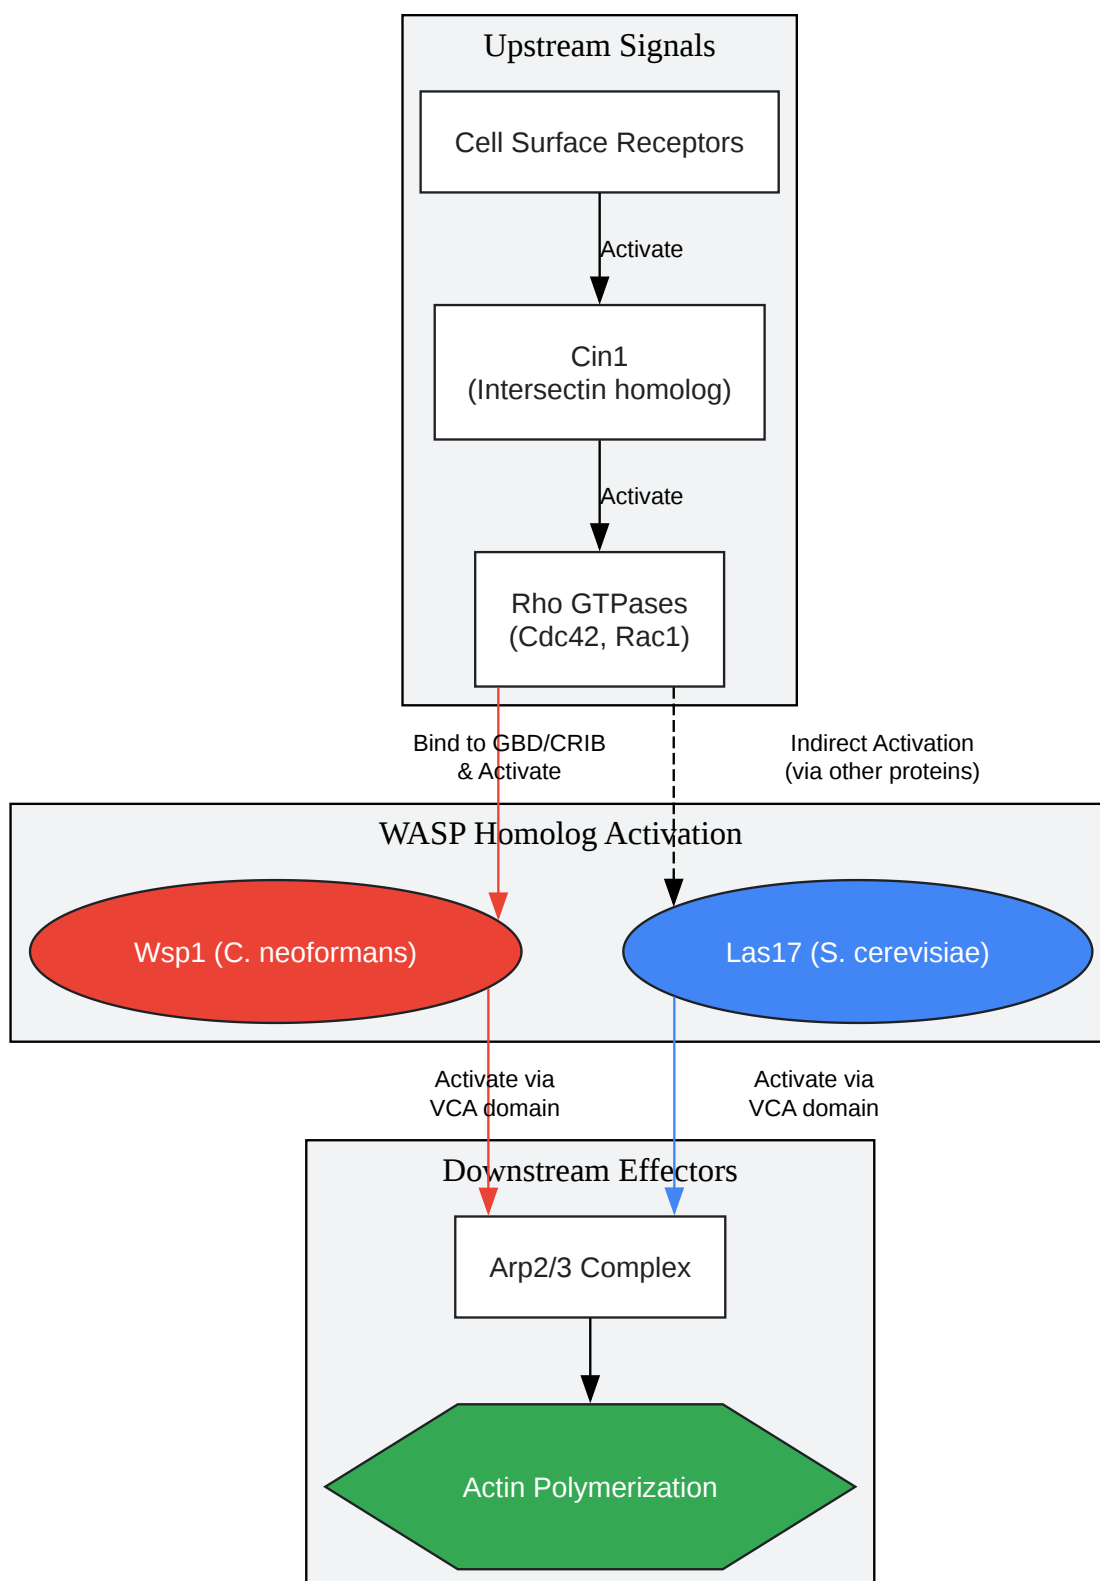 Upstream Signals
Cell Surface Receptors
Activate
Cin1
(Intersectin homolog)
Activate
Rho GTPases
(Cdc42, Rac1)
Bind to GBD/CRIB
& Activate
Indirect Activation
(via other proteins)
WASP Homolog Activation
Wsp1 (C. neoformans)
Las17 (S. cerevisiae)
Activate via
VCA domain
Activate via
VCA domain
Downstream Effectors
Arp2/3 Complex
Actin Polymerization